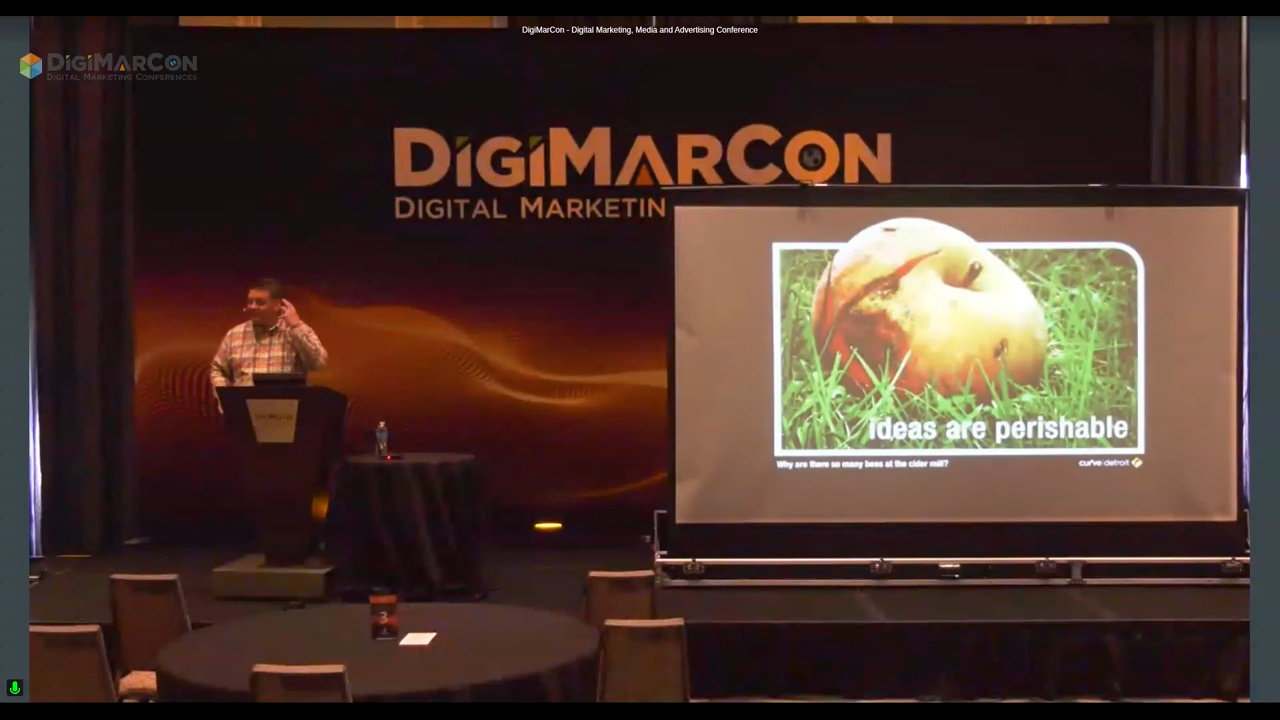 DigiMarCon - Digital Marketing, Media and Advertising Conference
DIGIMARCON
DIGITAL MARKETING CONFERENCES
DIGIMARCON
DIGITAL MARKETIN
ideas are perishable
Why are there so many bees at the cider mill?
curve detroit
3